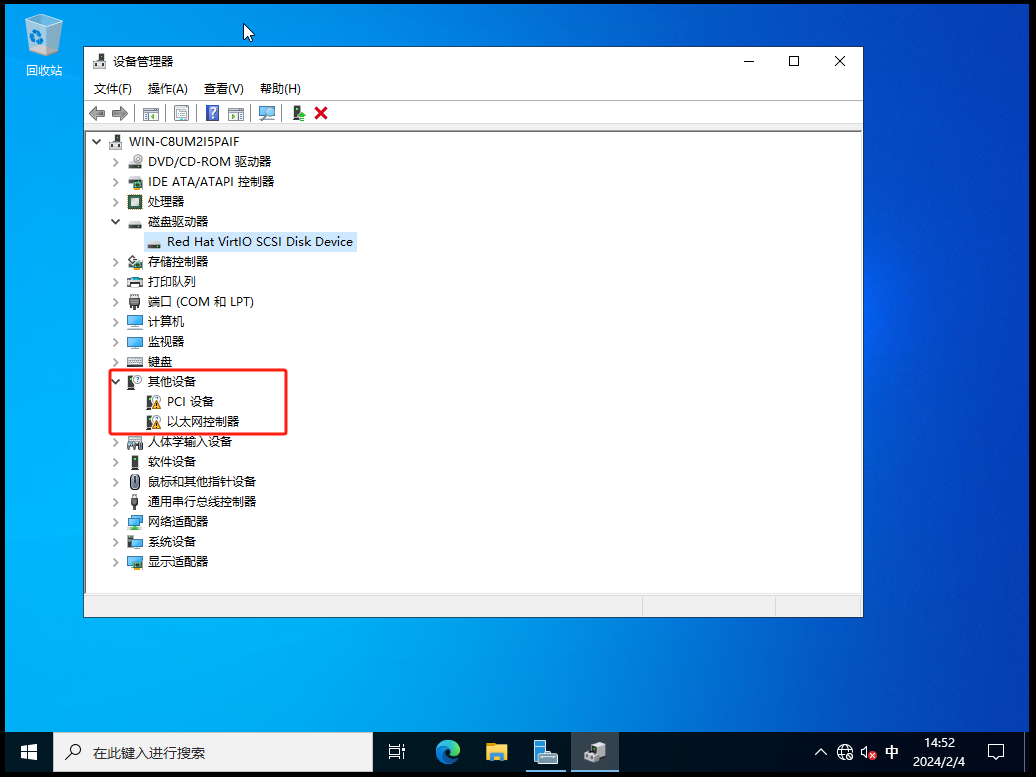 回收站
设备管理器
文件(F) 操作(A) 查看(V) 帮助(H)
WIN-C8UM2I5PAIF
DVD/CD-ROM 驱动器
IDE ATA/ATAPI 控制器
处理器
磁盘驱动器
Red Hat VirtIO SCSI Disk Device
存储控制器
打印队列
端口 (COM 和 LPT)
计算机
监视器
键盘
其他设备
PCI 设备
以太网控制器
人体学输入设备
软件设备
鼠标和其他指针设备
通用串行总线控制器
网络适配器
系统设备
显示适配器
在此键入进行搜索
中
14:52
2024/2/4